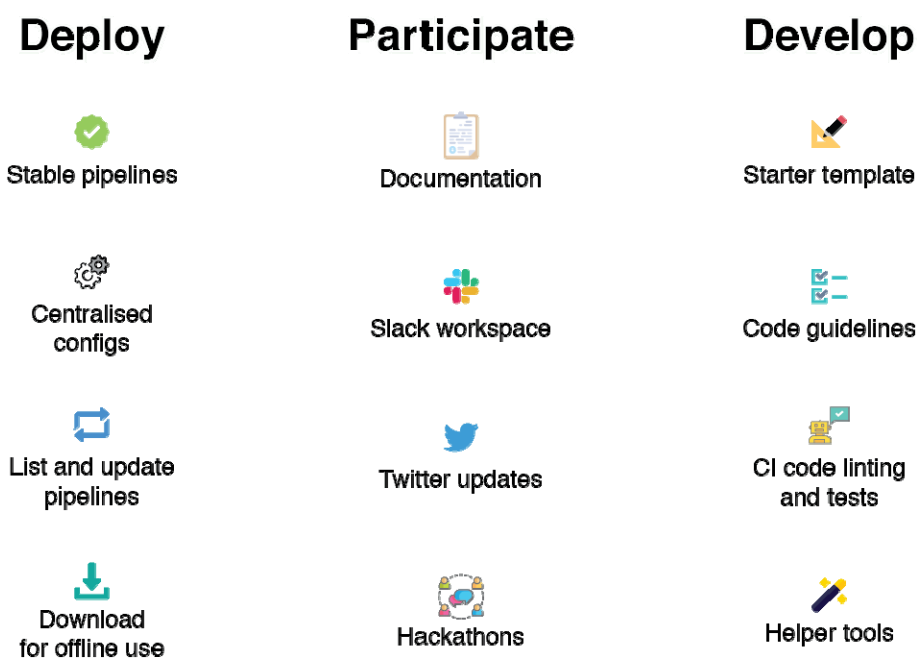 Deploy
Participate
Develop
Stable pipelines
Documentation
Starter template
Centralised
configs
Slack workspace
Code guidelines
List and update
pipelines
Twitter updates
CI code linting
and tests
Download
for offline use
Hackathons
Helper tools